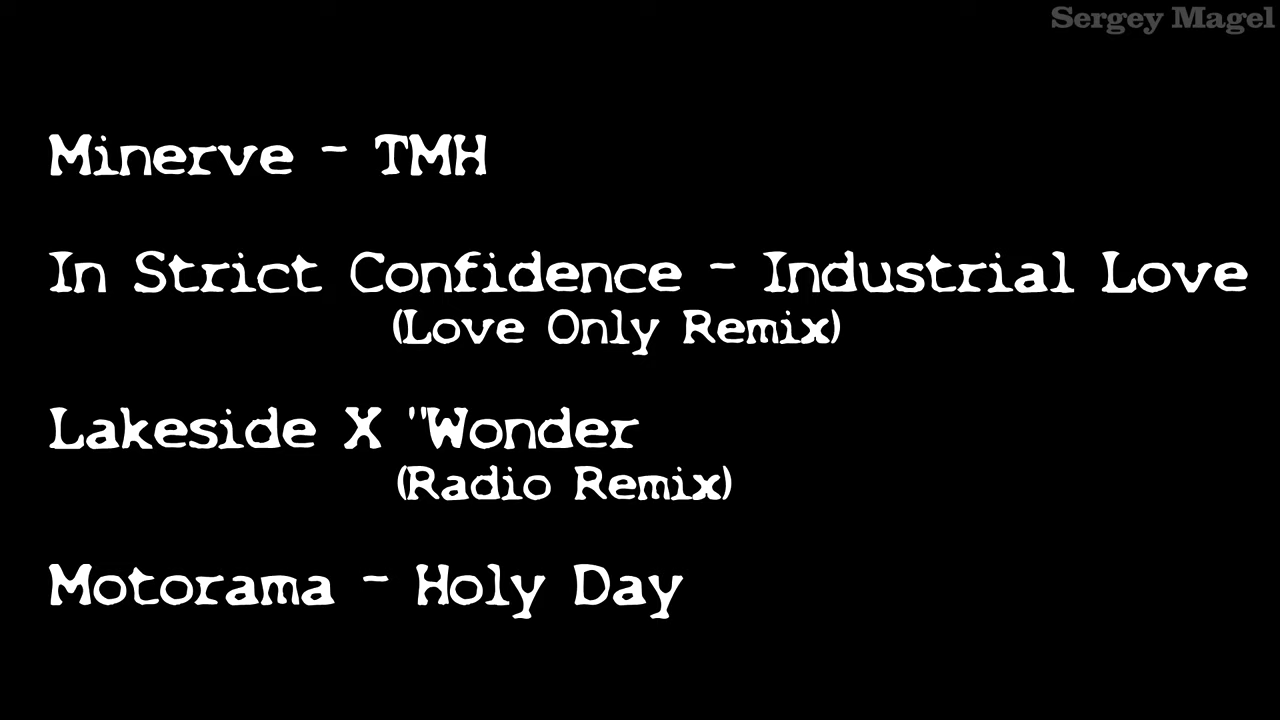 Sergey Magel
Minerve - TMH
In Strict Confidence - Industrial Love
(Love Only Remix)
Lakeside X "Wonder
(Radio Remix)
Motorama - Holy Day